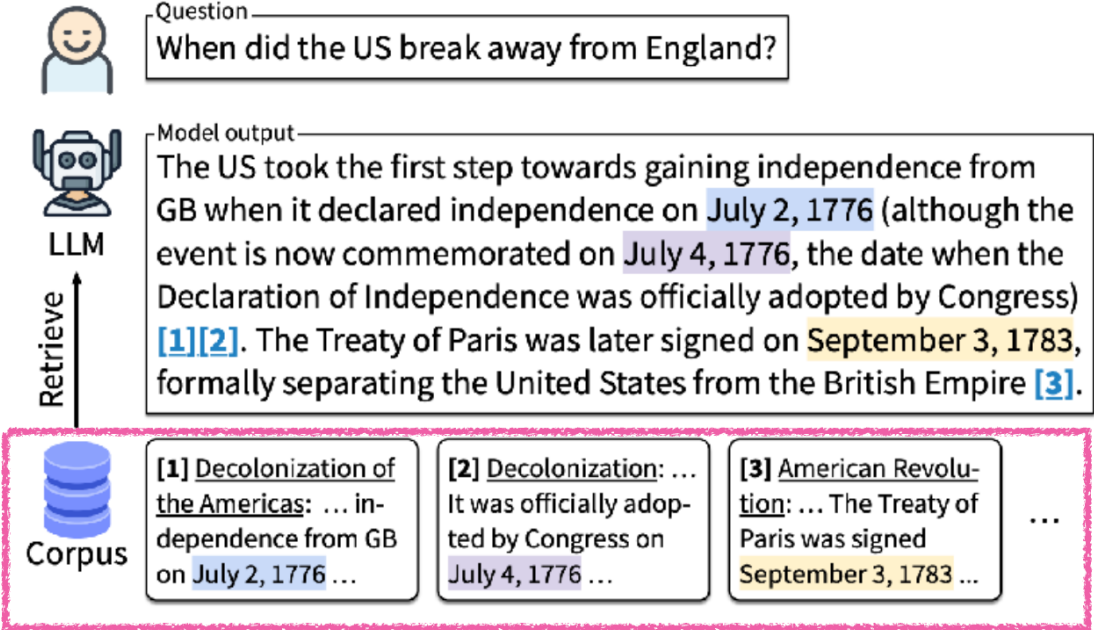 Question
When did the US break away from England?
Model output
The US took the first step towards gaining independence from
GB when it declared independence on July 2, 1776 (although the
event is now commemorated on July 4, 1776, the date when the
Declaration of Independence was officially adopted by Congress)
[1][2]. The Treaty of Paris was later signed on September 3, 1783,
formally separating the United States from the British Empire [3].
LLM
Retrieve
Corpus
[1] Decolonization of
the Americas: ... in-
dependence from GB
on July 2, 1776 ...
[2] Decolonization: ...
It was officially adop-
ted by Congress on
July 4, 1776 ...
[3] American Revolu-
tion: ... The Treaty of
Paris was signed
September 3, 1783 ...
...